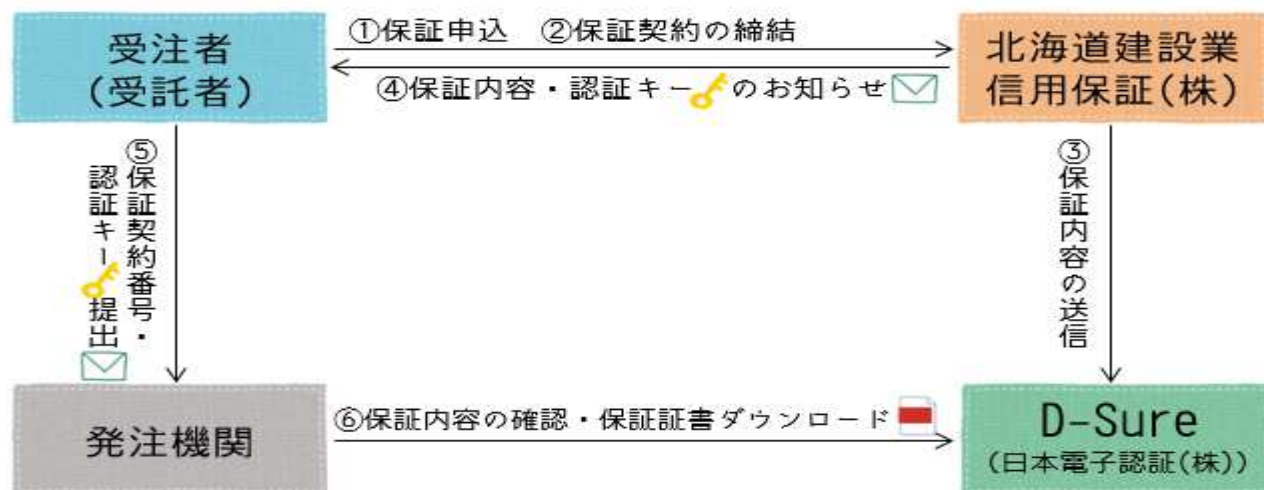 受注者
(受託者)
①保証申込 ②保証契約の締結
④保証内容・認証キーのお知らせ
北海道建設業
信用保証(株)
⑤保証契約番号・
認証キー提出
③保証内容の送信
発注機関
⑥保証内容の確認・保証証書ダウンロード
D-Sure
(日本電子認証(株))